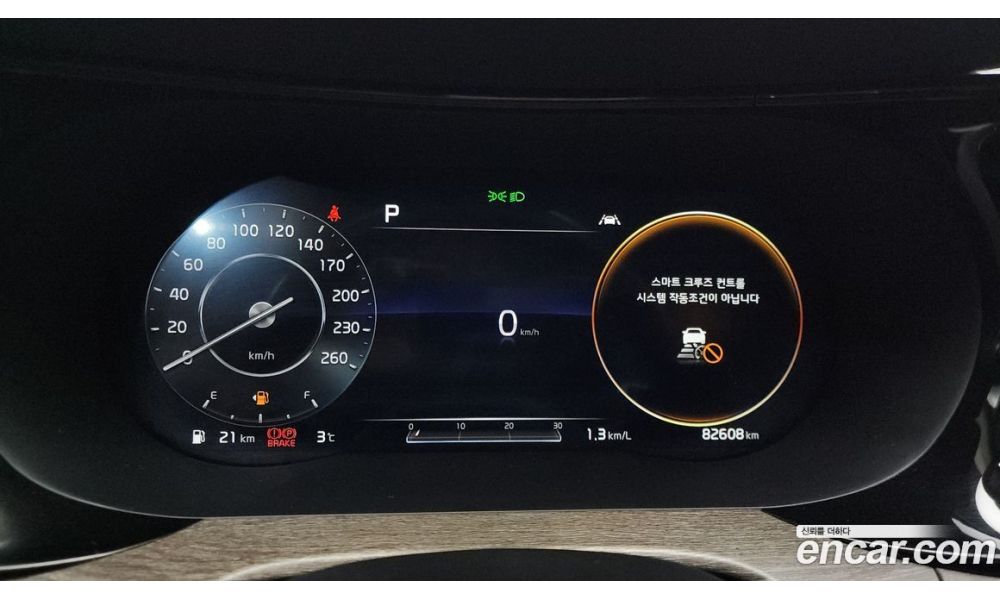 P
0 20 40 60 80 100 120 140 170 200 230 260
km/h
E F
21 km
BRAKE
3℃
0 km/h
0 10 20 30
1.3 km/L
스마트 크루즈 컨트롤
시스템 작동조건이 아닙니다
82608 km
신뢰를 더하다
encar.com